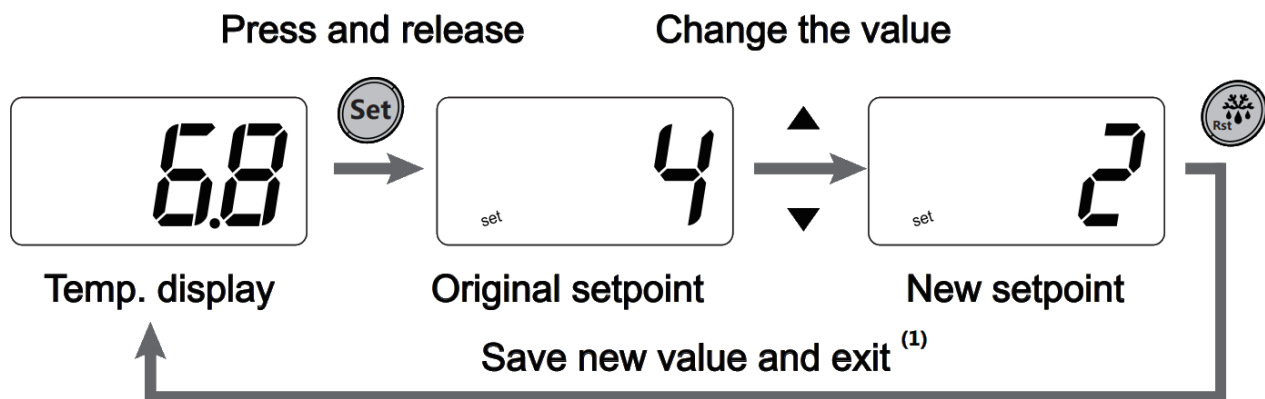 Press and release
Change the value
6.8
Set
set
4
set
2
Rst
Temp. display
Original setpoint
New setpoint
Save new value and exit (1)